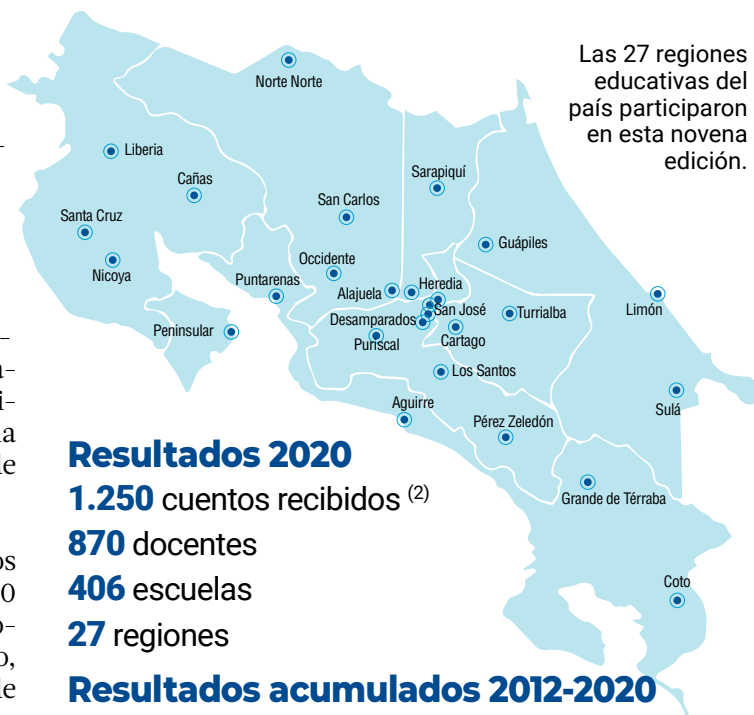 Las 27 regiones
educativas del
país participaron
en esta novena
edición.
Norte Norte
Liberia
Cañas
Sarapiquí
San Carlos
Santa Cruz
Guápiles
Nicoya
Occidente
Puntarenas
Alajuela
Heredia
Limón
San José
Desamparados
Turrialba
Peninsular
Puriscal
Cartago
Los Santos
Sulá
Aguirre
Pérez Zeledón
Grande de Térraba
Coto
Resultados 2020
1.250 cuentos recibidos (2)
870 docentes
406 escuelas
27 regiones
Resultados acumulados 2012-2020